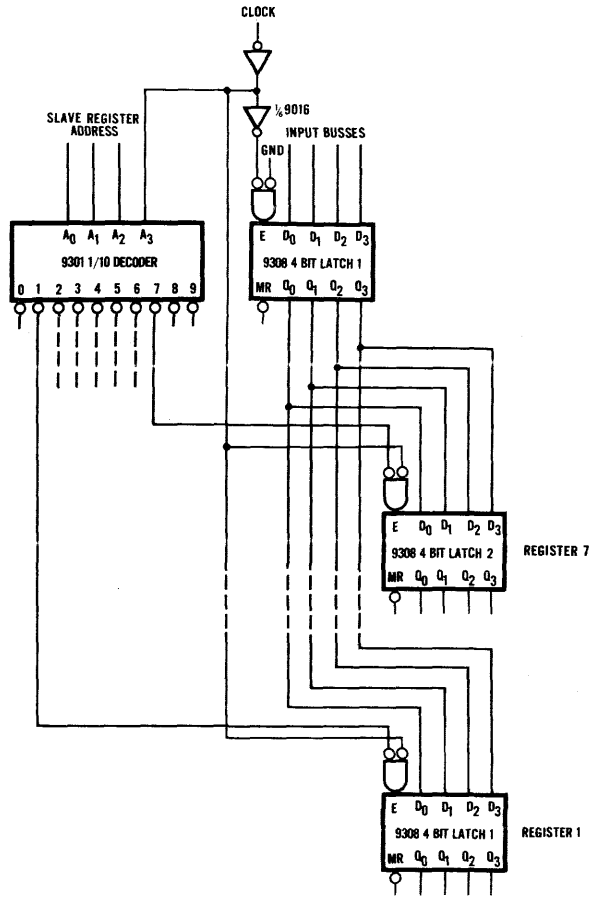 CLOCK
⅙ 9016
SLAVE REGISTER
ADDRESS
INPUT BUSSES
GND
A0 A1 A2 A3
9301 1/10 DECODER
0 1 2 3 4 5 6 7 8 9
E D0 D1 D2 D3
9308 4 BIT LATCH 1
MR Q0 Q1 Q2 Q3
E D0 D1 D2 D3
9308 4 BIT LATCH 2
MR Q0 Q1 Q2 Q3
REGISTER 7
E D0 D1 D2 D3
9308 4 BIT LATCH 1
MR Q0 Q1 Q2 Q3
REGISTER 1